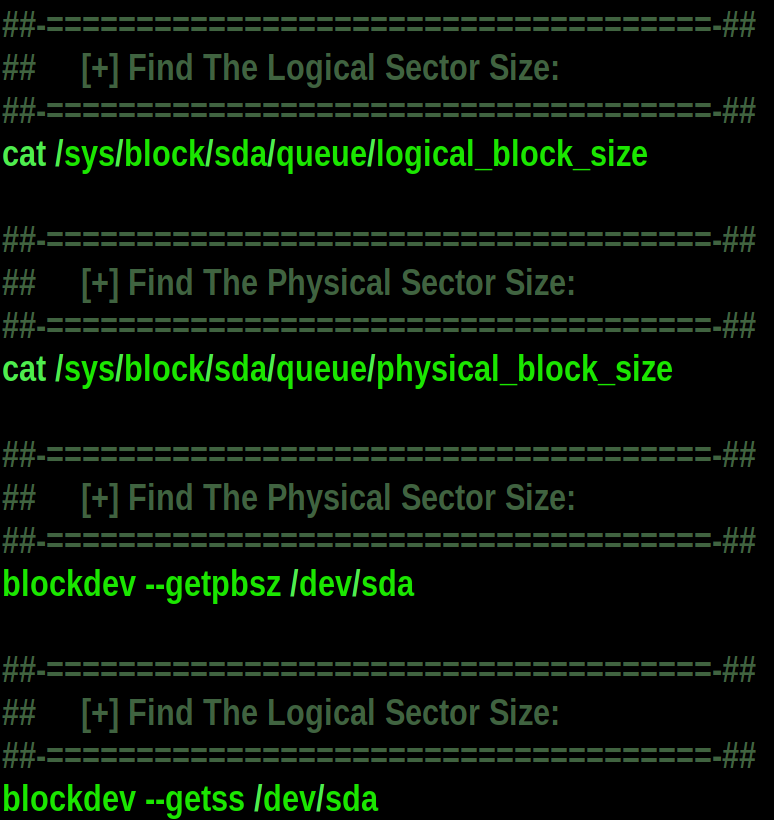 ##-=====================================-##
##     [+] Find The Logical Sector Size:
##-=====================================-##
cat /sys/block/sda/queue/logical_block_size
##-=====================================-##
##     [+] Find The Physical Sector Size:
##-=====================================-##
cat /sys/block/sda/queue/physical_block_size
##-=====================================-##
##     [+] Find The Physical Sector Size:
##-=====================================-##
blockdev --getpbsz /dev/sda
##-=====================================-##
##     [+] Find The Logical Sector Size:
##-=====================================-##
blockdev --getss /dev/sda